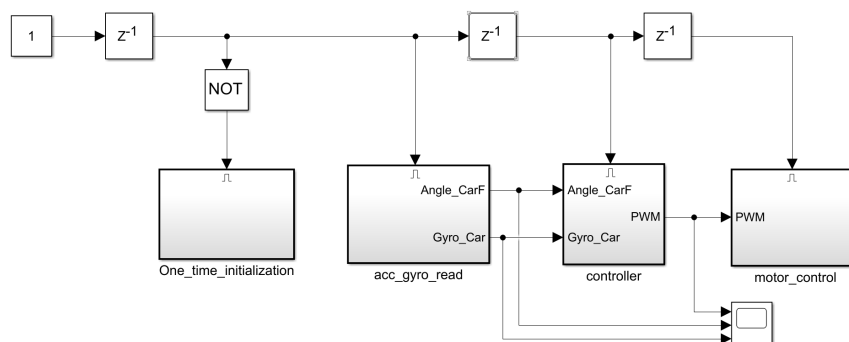 1
Z-1
Z-1
Z-1
NOT
Angle_CarF
Gyro_Car
Angle_CarF
Gyro_Car
PWM
PWM
One_time_initialization
acc_gyro_read
controller
motor_control